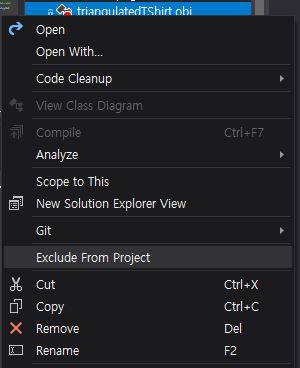 triangulatedTShirt.obj
Open
Open With...
Code Cleanup
View Class Diagram
Compile Ctrl+F7
Analyze
Scope to This
New Solution Explorer View
Git
Exclude From Project
Cut Ctrl+X
Copy Ctrl+C
Remove Del
Rename F2